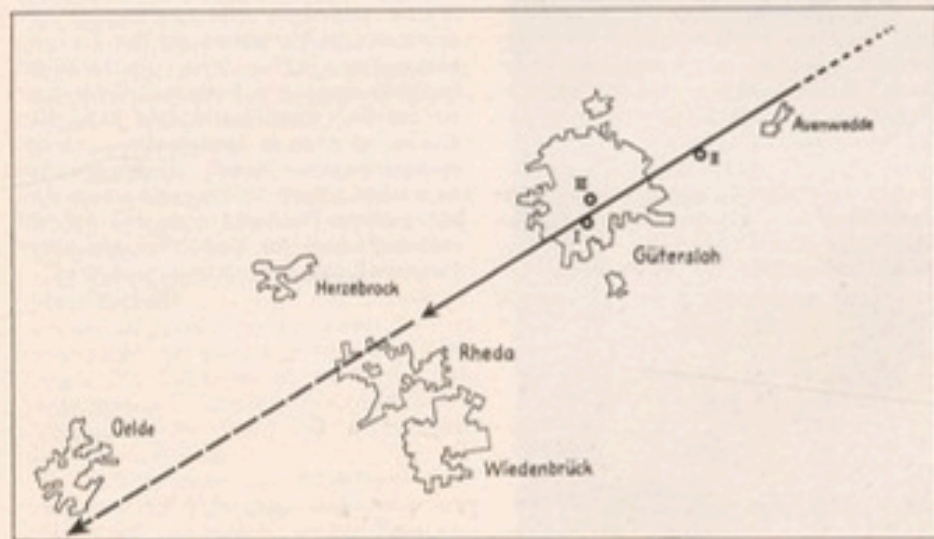 Avenwedde
II
III
I
Gütersloh
Herzebrock
Rheda
Oelde
Wiedenbrück